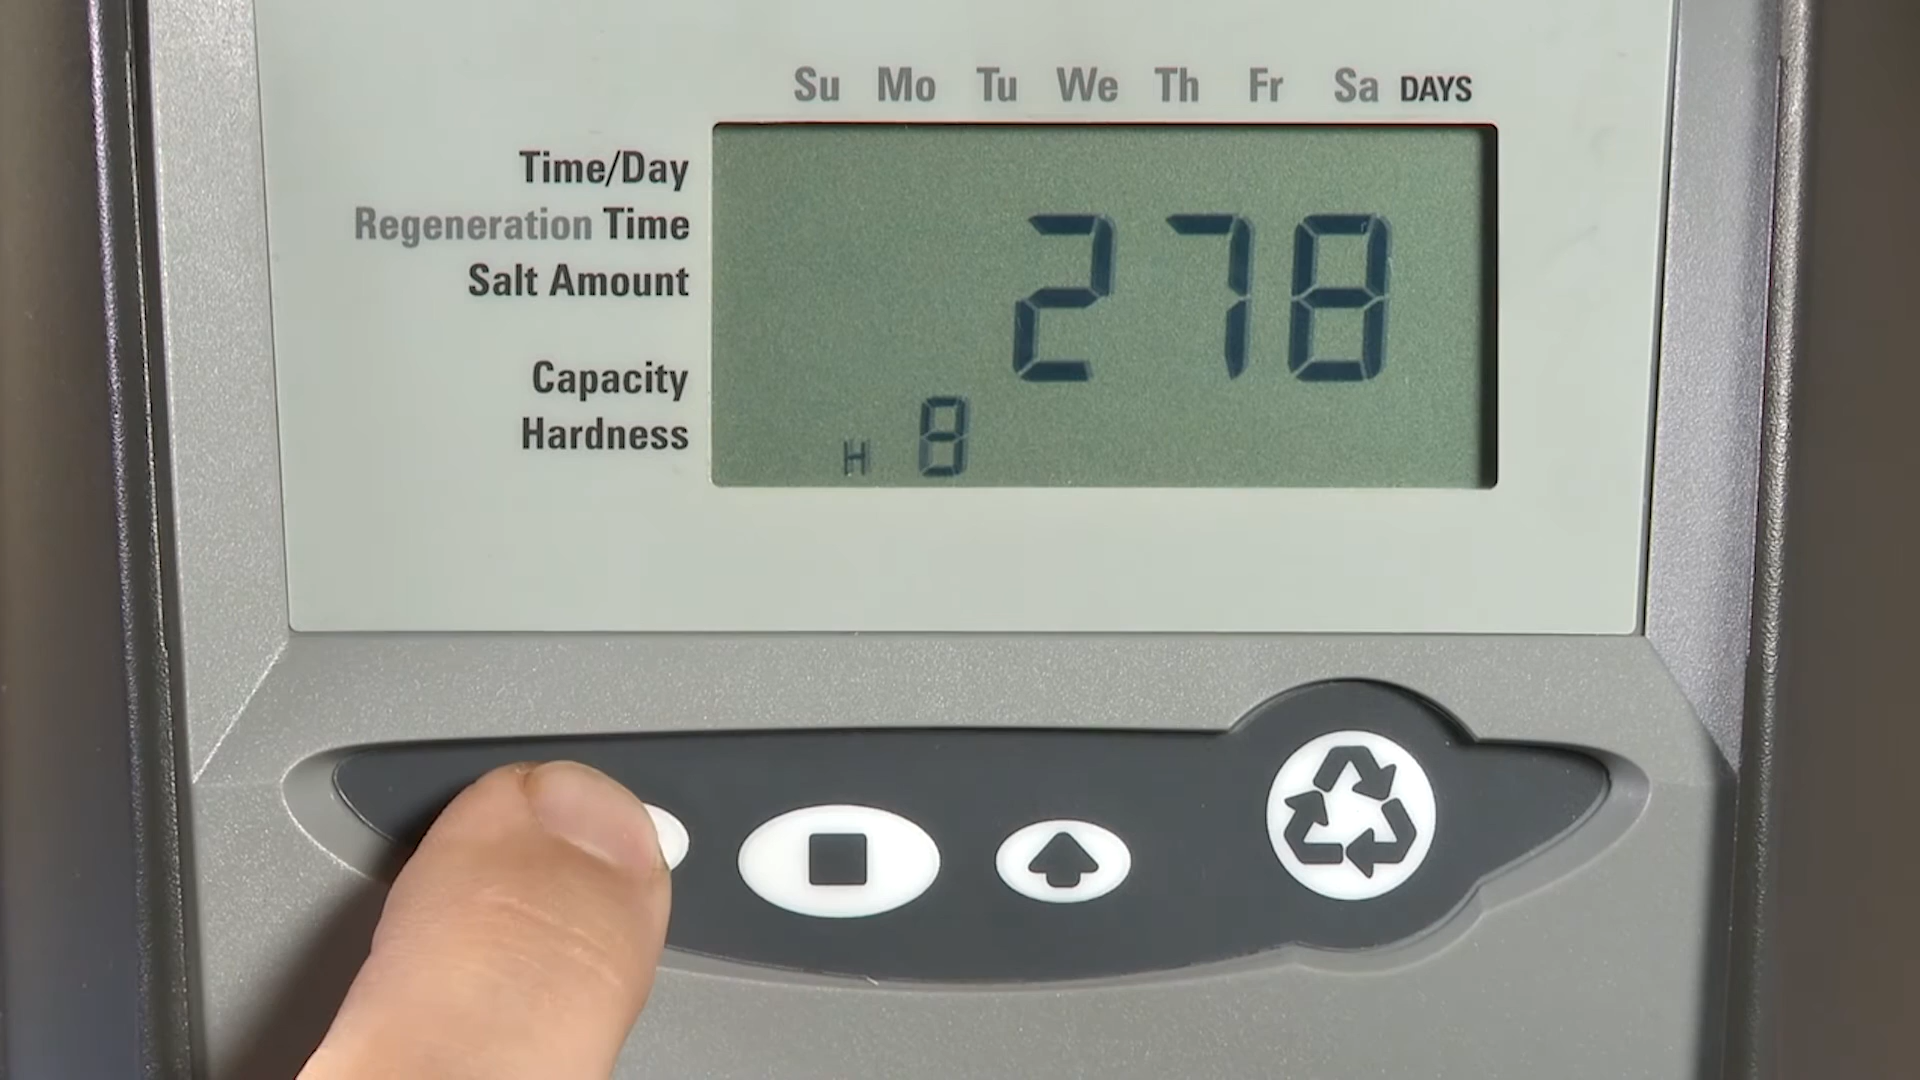 Su Mo Tu We Th Fr Sa DAYS
Time/Day
Regeneration Time
Salt Amount
278
Capacity
Hardness
H 8